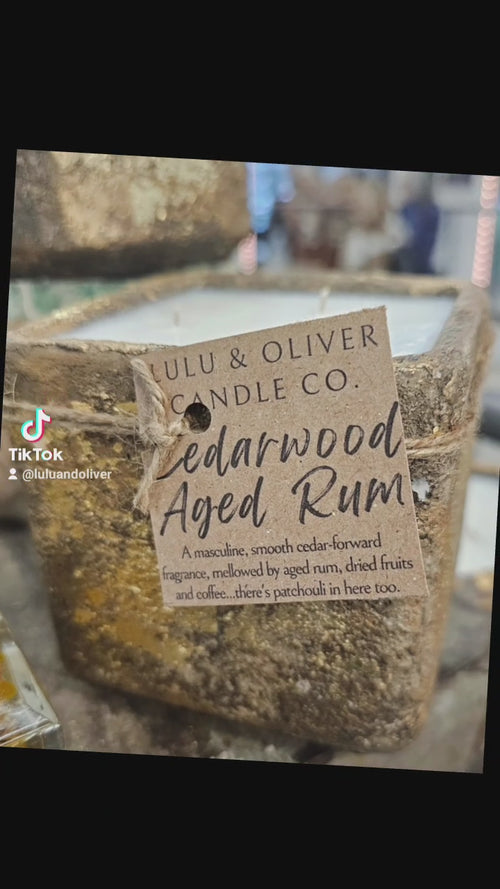 LULU & OLIVER
CANDLE CO.
Cedarwood
Aged Rum
A masculine, smooth cedar-forward
fragrance, mellowed by aged rum, dried fruits
and coffee...there's patchouli in here too.
TikTok
@luluandoliver